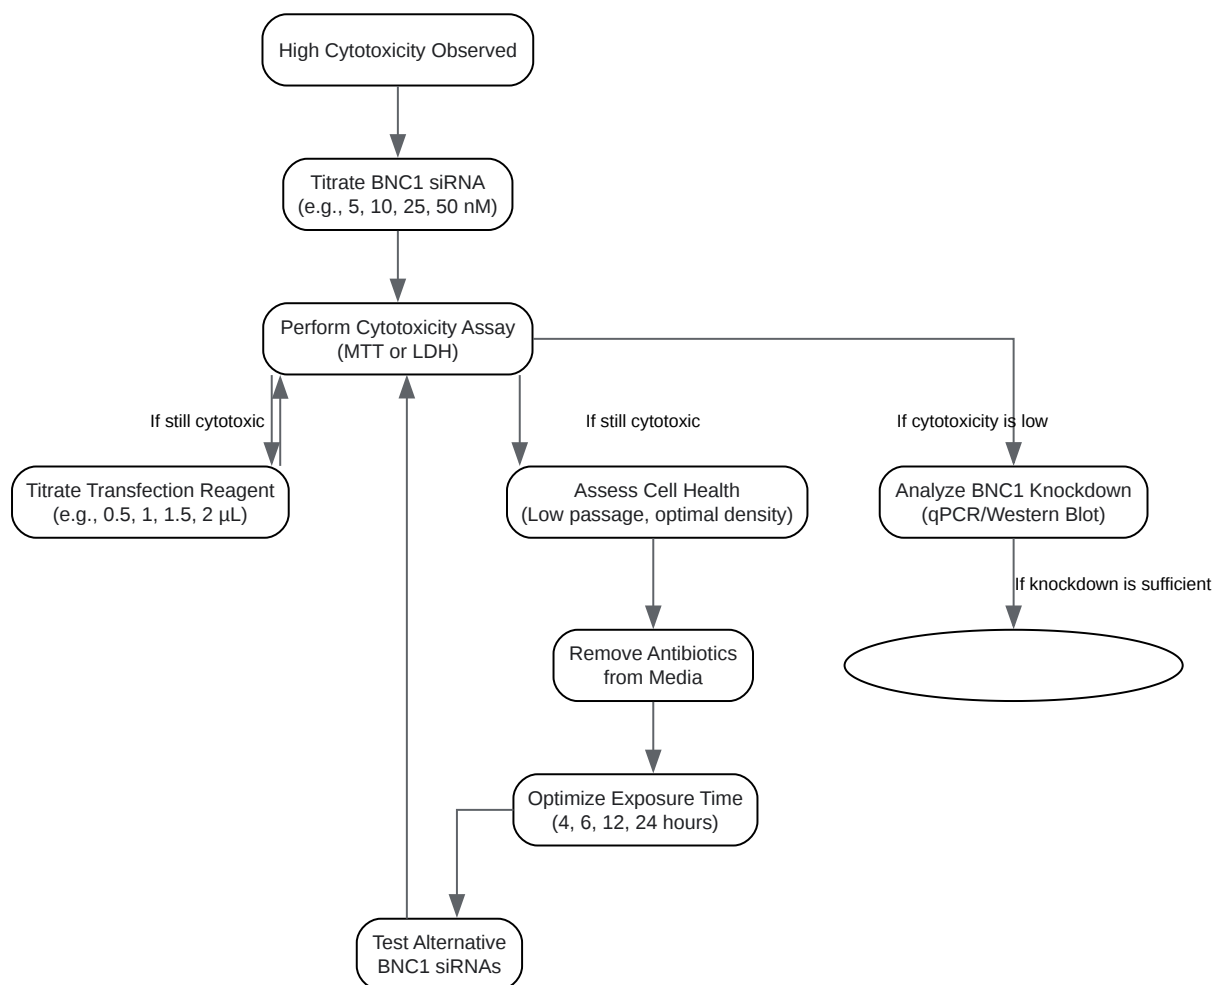 High Cytotoxicity Observed
Titrate BNC1 siRNA
(e.g., 5, 10, 25, 50 nM)
Perform Cytotoxicity Assay
(MTT or LDH)
If still cytotoxic
If still cytotoxic
If cytotoxicity is low
Titrate Transfection Reagent
(e.g., 0.5, 1, 1.5, 2 µL)
Assess Cell Health
(Low passage, optimal density)
Analyze BNC1 Knockdown
(qPCR/Western Blot)
If knockdown is sufficient
Remove Antibiotics
from Media
Optimize Exposure Time
(4, 6, 12, 24 hours)
Test Alternative
BNC1 siRNAs